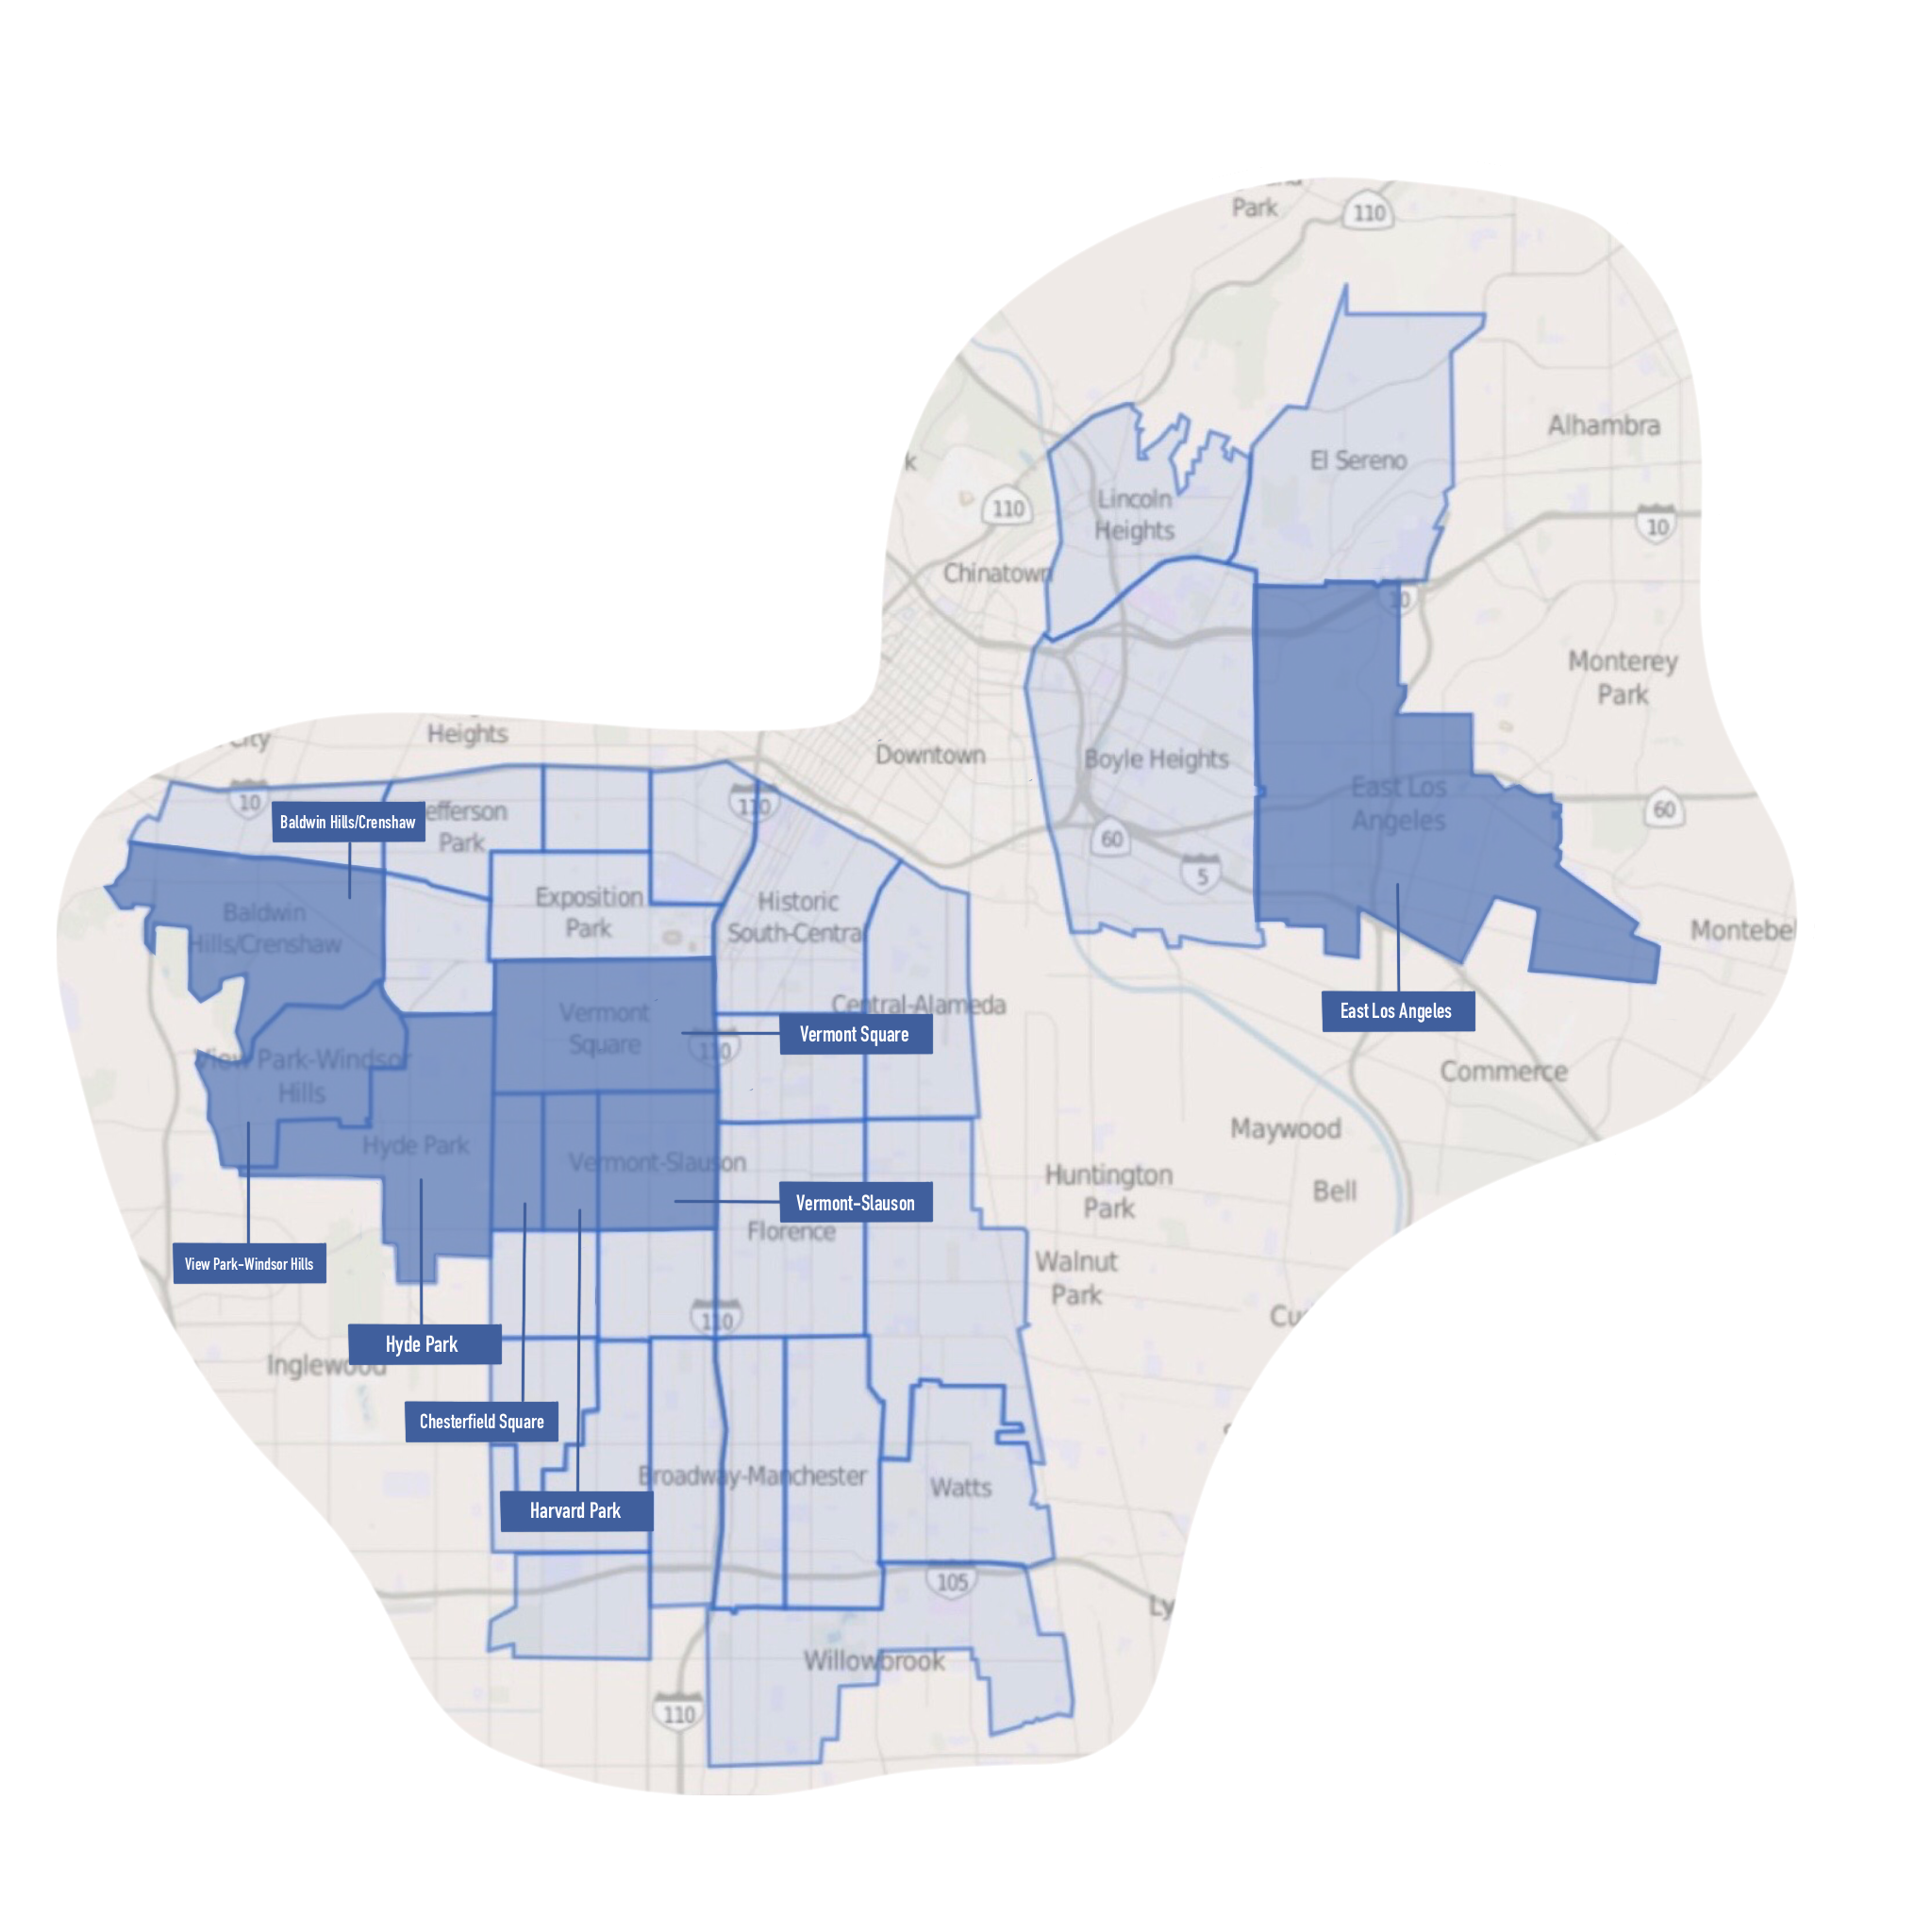 Park
110
Alhambra
El Sereno
Lincoln
Heights
110
10
Chinatown
10
Monterey
Park
Heights
Downtown
Boyle Heights
East Los
Angeles
10
110
60
60
5
Baldwin Hills/Crenshaw
efferson
Park
Exposition
Park
Historic
South-Central
Baldwin
Hills/Crenshaw
Montebel
Central-Alameda
East Los Angeles
Vermont
Square
Vermont Square
110
View Park-Windsor
Hills
Commerce
Maywood
Hyde Park
Vermont-Slauson
Huntington
Park
Bell
Vermont-Slauson
Florence
View Park-Windsor Hills
Walnut
Park
110
Hyde Park
Inglewood
Chesterfield Square
Broadway-Manchester
Watts
Harvard Park
105
Ly
Willowbrook
110